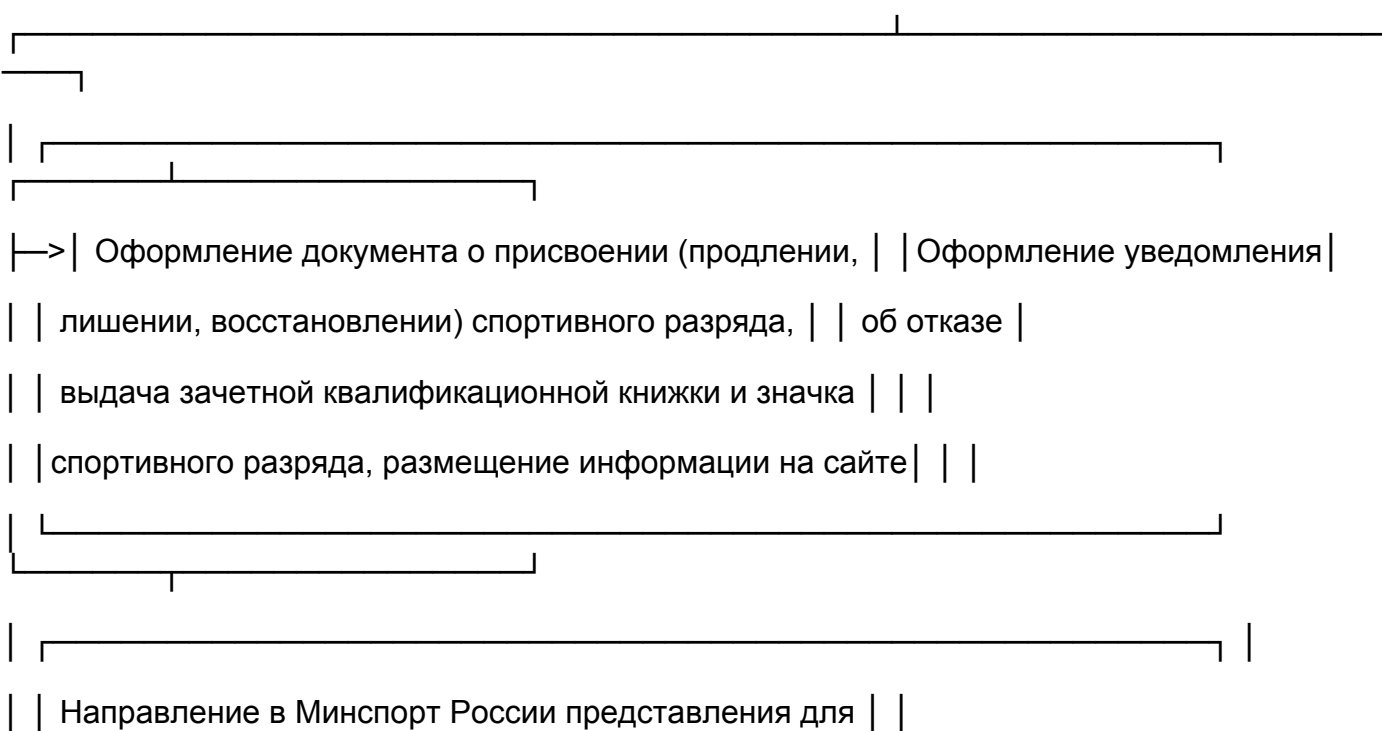 ├─>│ Оформление документа о присвоении (продлении, │ │Оформление уведомления│
│ │ лишении, восстановлении) спортивного разряда, │ │ об отказе │
│ │ выдача зачетной квалификационной книжки и значка │ │ │
│ │спортивного разряда, размещение информации на сайте│ │ │
│ │ Направление в Минспорт России представления для │ │